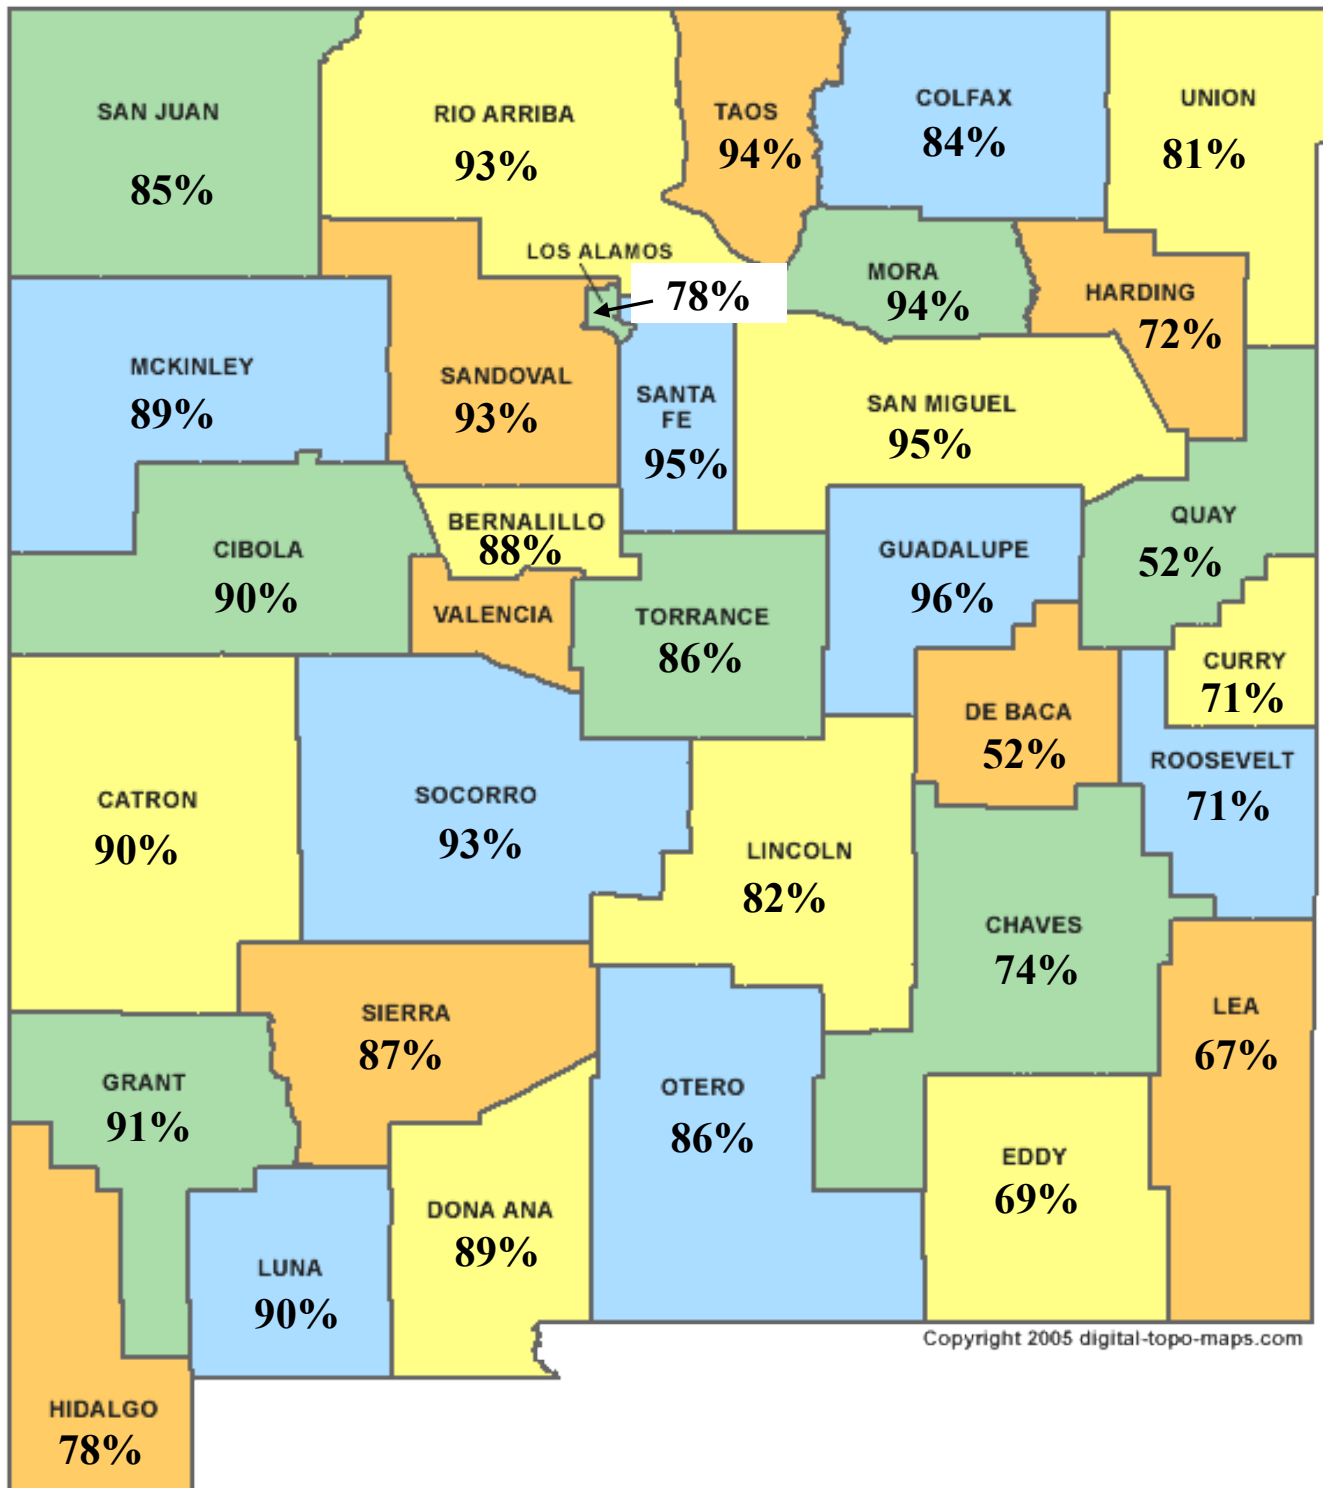 SAN JUAN
85%
RIO ARRIBA
93%
TAOS
94%
COLFAX
84%
UNION
81%
LOS ALAMOS
78%
MORA
94%
HARDING
72%
MCKINLEY
89%
SANDOVAL
93%
SANTA
FE
95%
SAN MIGUEL
95%
QUAY
52%
CIBOLA
90%
BERNALILLO
88%
VALENCIA
TORRANCE
86%
GUADALUPE
96%
CURRY
71%
DE BACA
52%
ROOSEVELT
71%
CATRON
90%
SOCORRO
93%
LINCOLN
82%
CHAVES
74%
LEA
67%
SIERRA
87%
GRANT
91%
OTERO
86%
EDDY
69%
DONA ANA
89%
LUNA
90%
HIDALGO
78%
Copyright 2005 digital-topo-maps.com